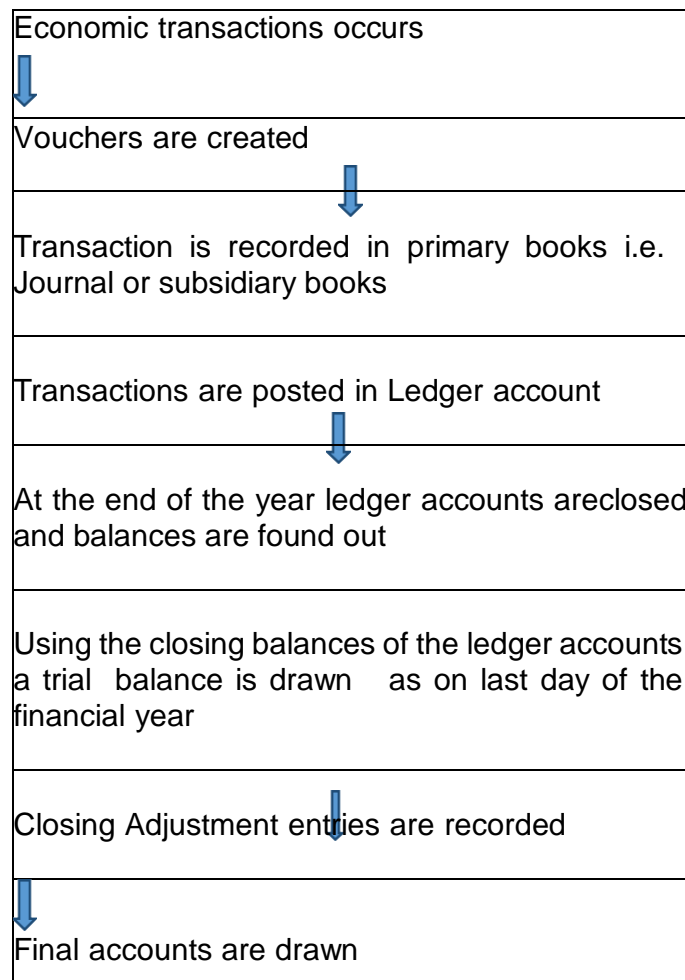 Economic transactions occurs
Vouchers are created
Transaction is recorded in primary books i.e.
Journal or subsidiary books
Transactions are posted in Ledger account
At the end of the year ledger accounts areclosed
and balances are found out
Using the closing balances of the ledger accounts
a trial balance is drawn as on last day of the
financial year
Closing Adjustment entries are recorded
Final accounts are drawn